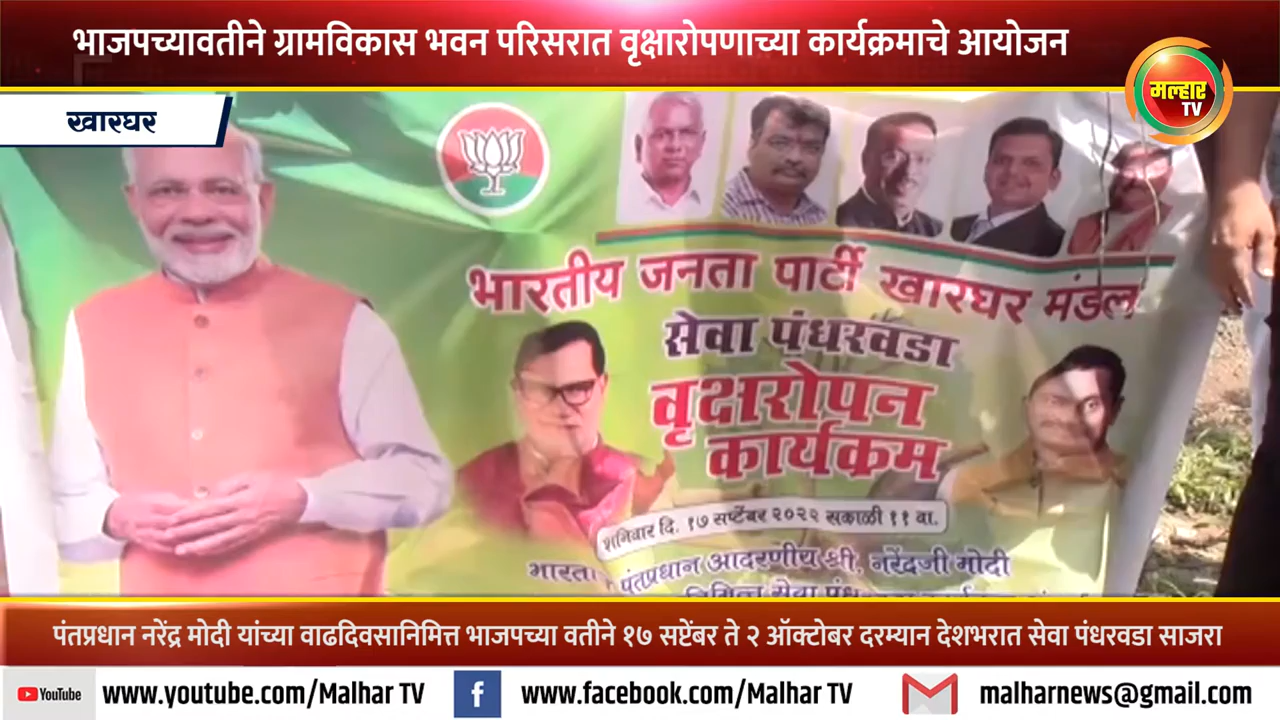 भाजपच्यावतीने ग्रामविकास भवन परिसरात वृक्षारोपणाच्या कार्यक्रमाचे आयोजन
मल्हार
TV
खारघर
भारतीय जनता पार्टी खारघर मंडल
सेवा पंधरवडा
वृक्षरोपन
कार्यक्रम
शनिवार दि. १७ सप्टेंबर २०२२ सकाळी ११ वा.
पंतप्रधान आदरणीय श्री. नरेंद्रजी मोदी
पंतप्रधान नरेंद्र मोदी यांच्या वाढदिवसानिमित्त भाजपच्या वतीने १७ सप्टेंबर ते २ ऑक्टोबर दरम्यान देशभरात सेवा पंधरवडा साजरा
YouTube www.youtube.com/Malhar TV f www.facebook.com/Malhar TV malharnews@gmail.com